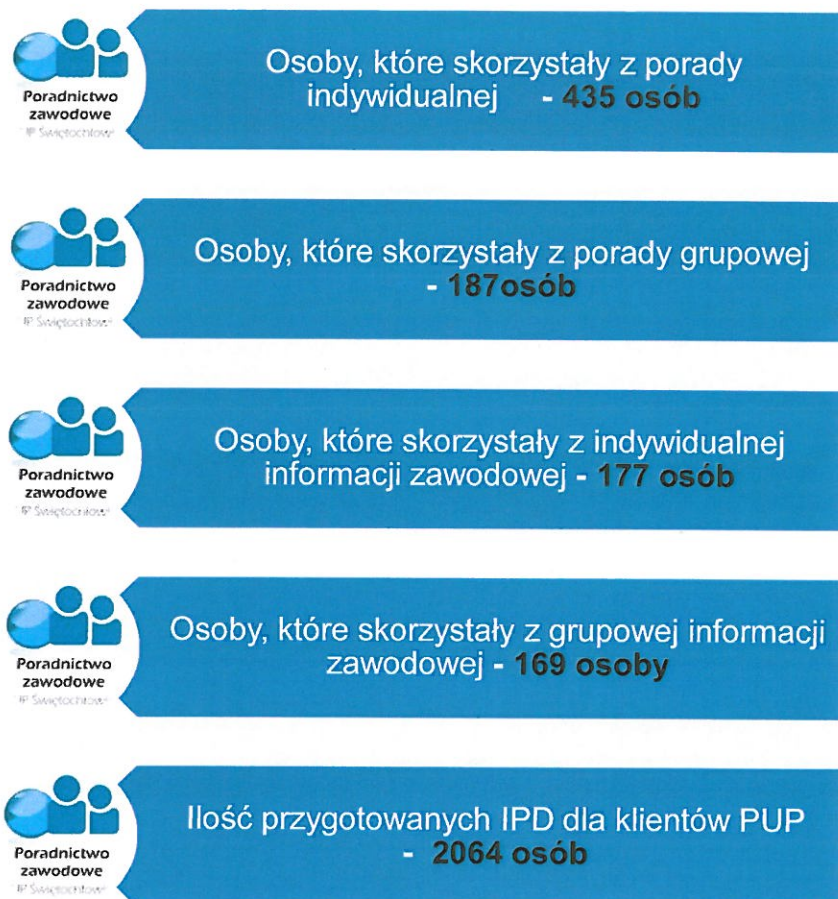 Poradnictwo
zawodowe
Osoby, które skorzystały z porady
indywidualnej - 435 osób
Poradnictwo
zawodowe
Osoby, które skorzystały z porady grupowej
- 187osób
Poradnictwo
zawodowe
Osoby, które skorzystały z indywidualnej
informacji zawodowej - 177 osób
Poradnictwo
zawodowe
Osoby, które skorzystały z grupowej informacji
zawodowej - 169 osoby
Poradnictwo
zawodowe
Ilość przygotowanych IPD dla klientów PUP
- 2064 osób